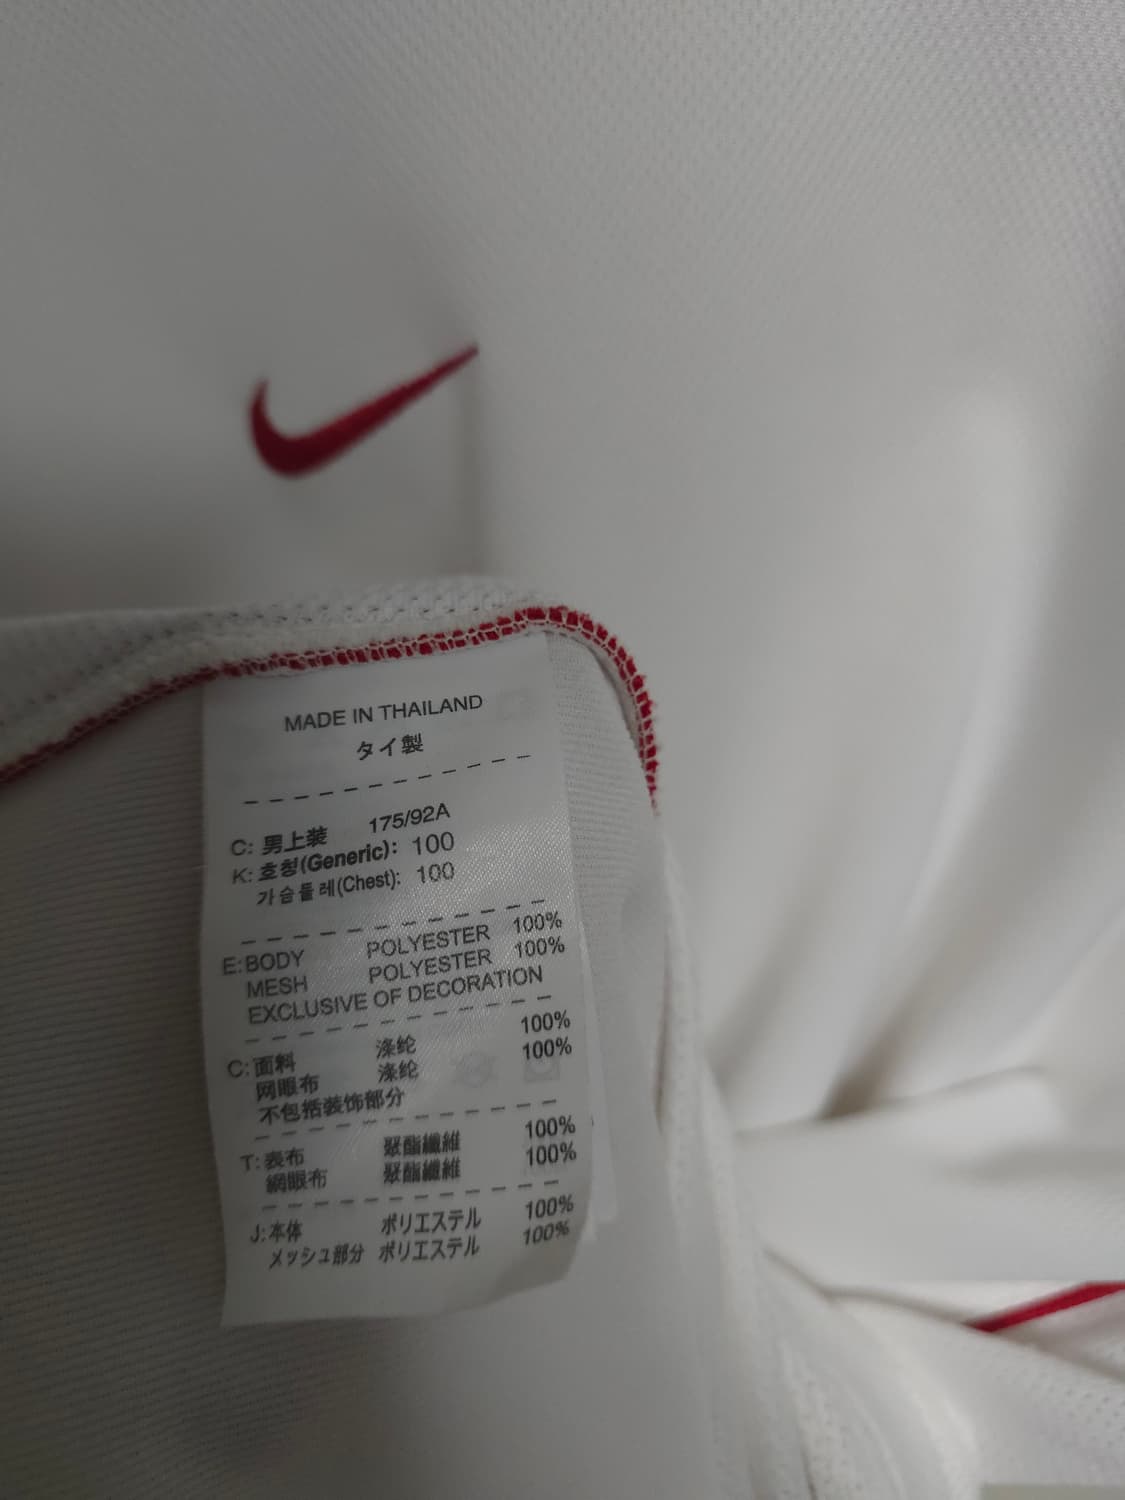 MADE IN THAILAND
タイ製
C: 男上装 175/92A
K: 호칭(Generic): 100
가슴둘레(Chest): 100
E: BODY POLYESTER 100%
MESH POLYESTER 100%
EXCLUSIVE OF DECORATION
C: 面料 涤纶 100%
网眼布 涤纶 100%
不包括装饰部分
T: 表布 聚酯纖維 100%
網眼布 聚酯纖維 100%
J: 本体 ポリエステル 100%
メッシュ部分 ポリエステル 100%